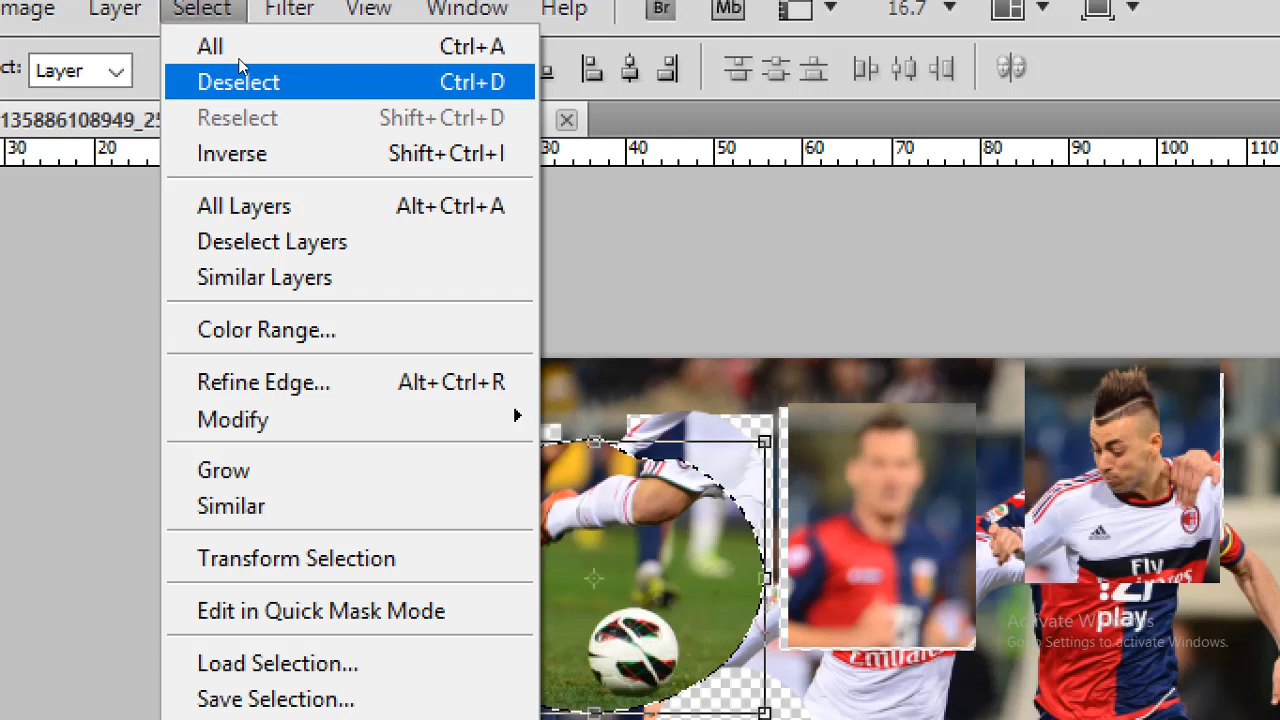 mage Layer Select Filter View Window Help Br Mb 16.7
ct: Layer
135886108949_25
30 20 30 40 50 60 70 80 90 100 110
All Ctrl+A
Deselect Ctrl+D
Reselect Shift+Ctrl+D
Inverse Shift+Ctrl+I
All Layers Alt+Ctrl+A
Deselect Layers
Similar Layers
Color Range...
Refine Edge... Alt+Ctrl+R
Modify
Grow
Similar
Transform Selection
Edit in Quick Mask Mode
Load Selection...
Save Selection...
Fly
Emirates
play
Emirates
Activate Windows
Go to Settings to activate Windows.